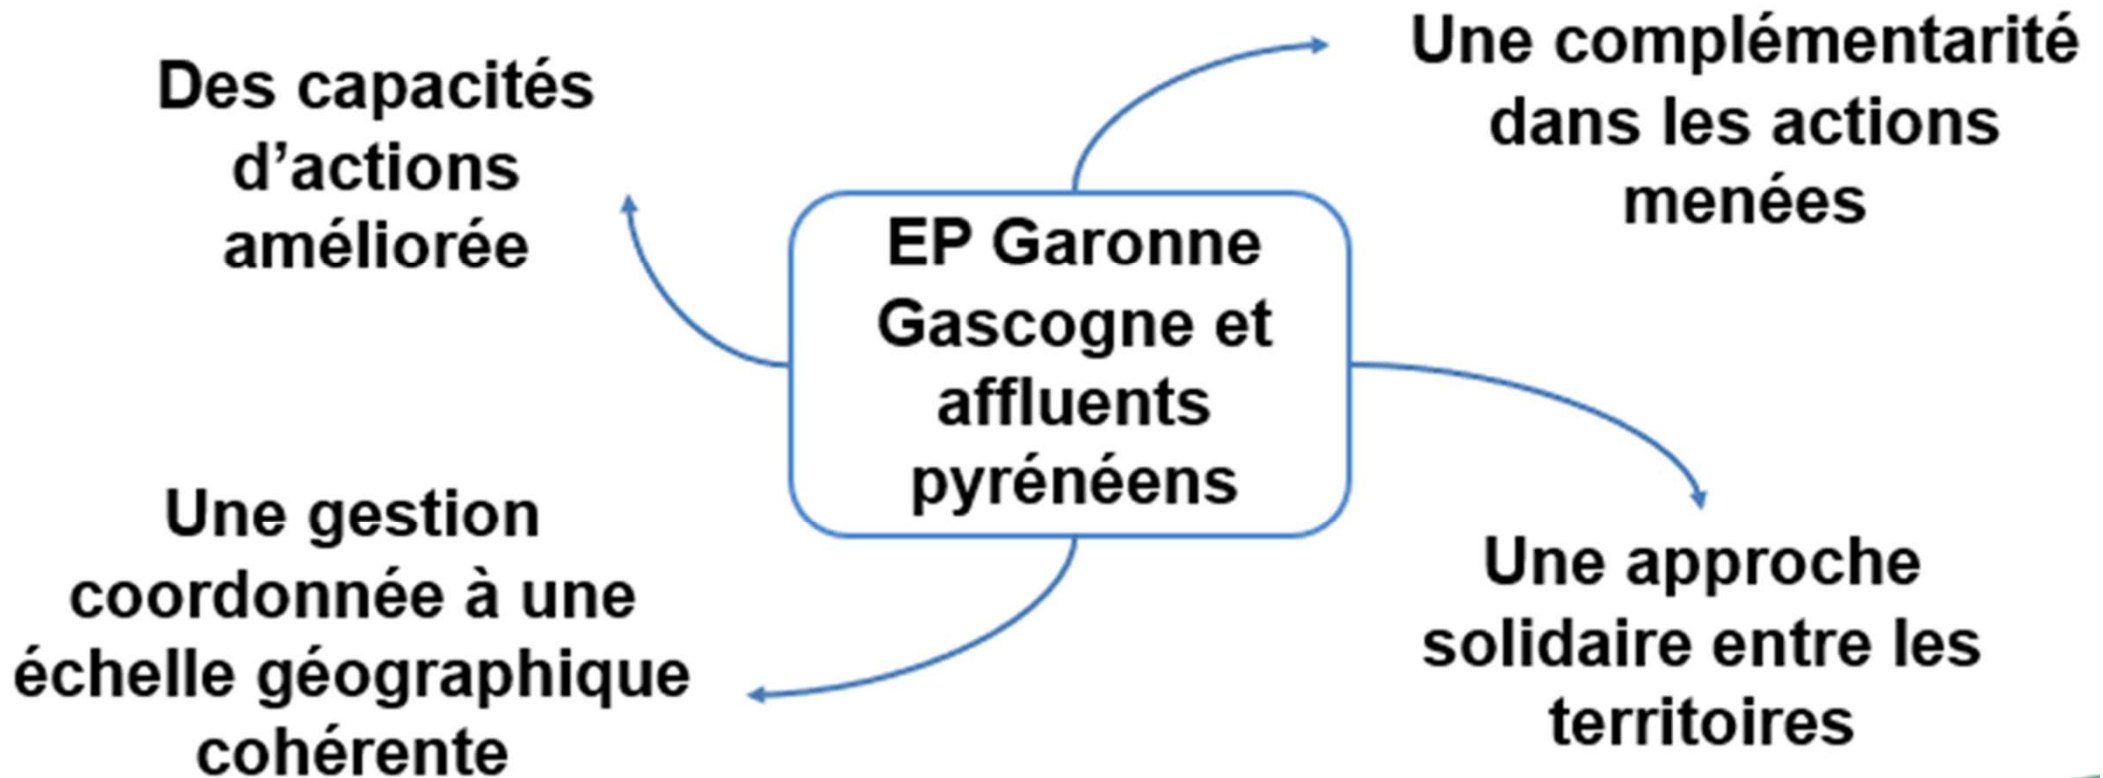 Des capacités
d’actions
améliorée
Une complémentarité
dans les actions
menées
EP Garonne
Gascogne et
affluents
pyrénéens
Une gestion
coordonnée à une
échelle géographique
cohérente
Une approche
solidaire entre les
territoires